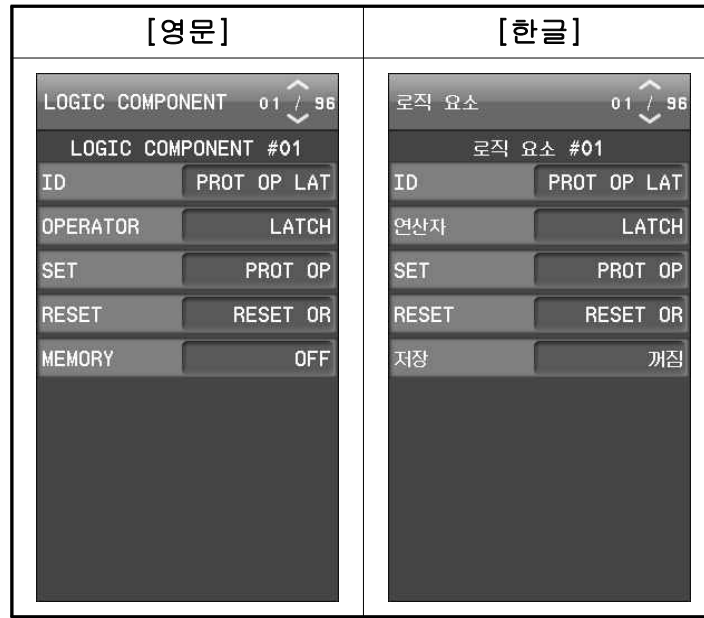 [영문]
[한글]
LOGIC COMPONENT 01 / 96
LOGIC COMPONENT #01
ID PROT OP LAT
OPERATOR LATCH
SET PROT OP
RESET RESET OR
MEMORY OFF
로직 요소 01 / 96
로직 요소 #01
ID PROT OP LAT
연산자 LATCH
SET PROT OP
RESET RESET OR
저장 꺼짐